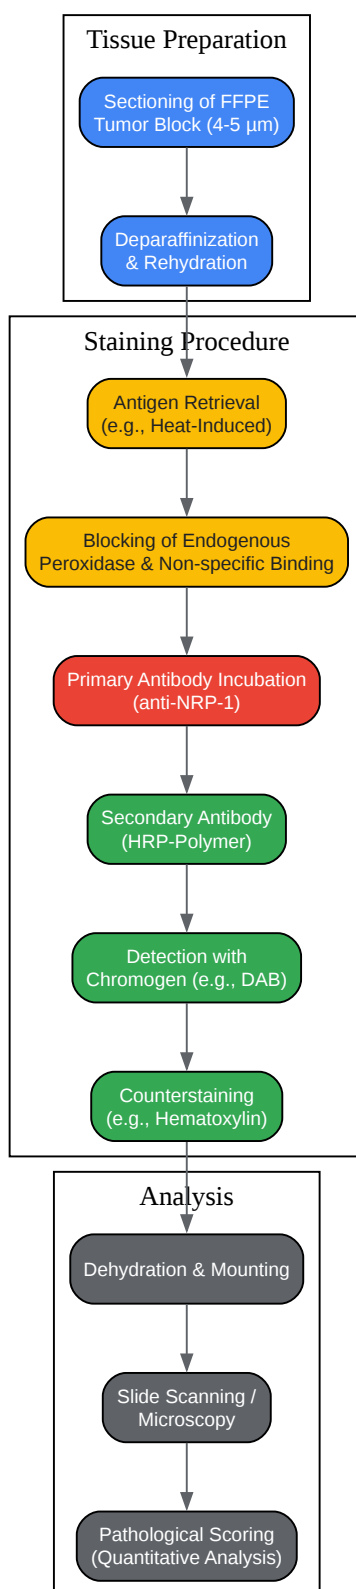 Tissue Preparation
Sectioning of FFPE
Tumor Block (4-5 µm)
Deparaffinization
& Rehydration
Staining Procedure
Antigen Retrieval
(e.g., Heat-Induced)
Blocking of Endogenous
Peroxidase & Non-specific Binding
Primary Antibody Incubation
(anti-NRP-1)
Secondary Antibody
(HRP-Polymer)
Detection with
Chromogen (e.g., DAB)
Counterstaining
(e.g., Hematoxylin)
Analysis
Dehydration & Mounting
Slide Scanning /
Microscopy
Pathological Scoring
(Quantitative Analysis)